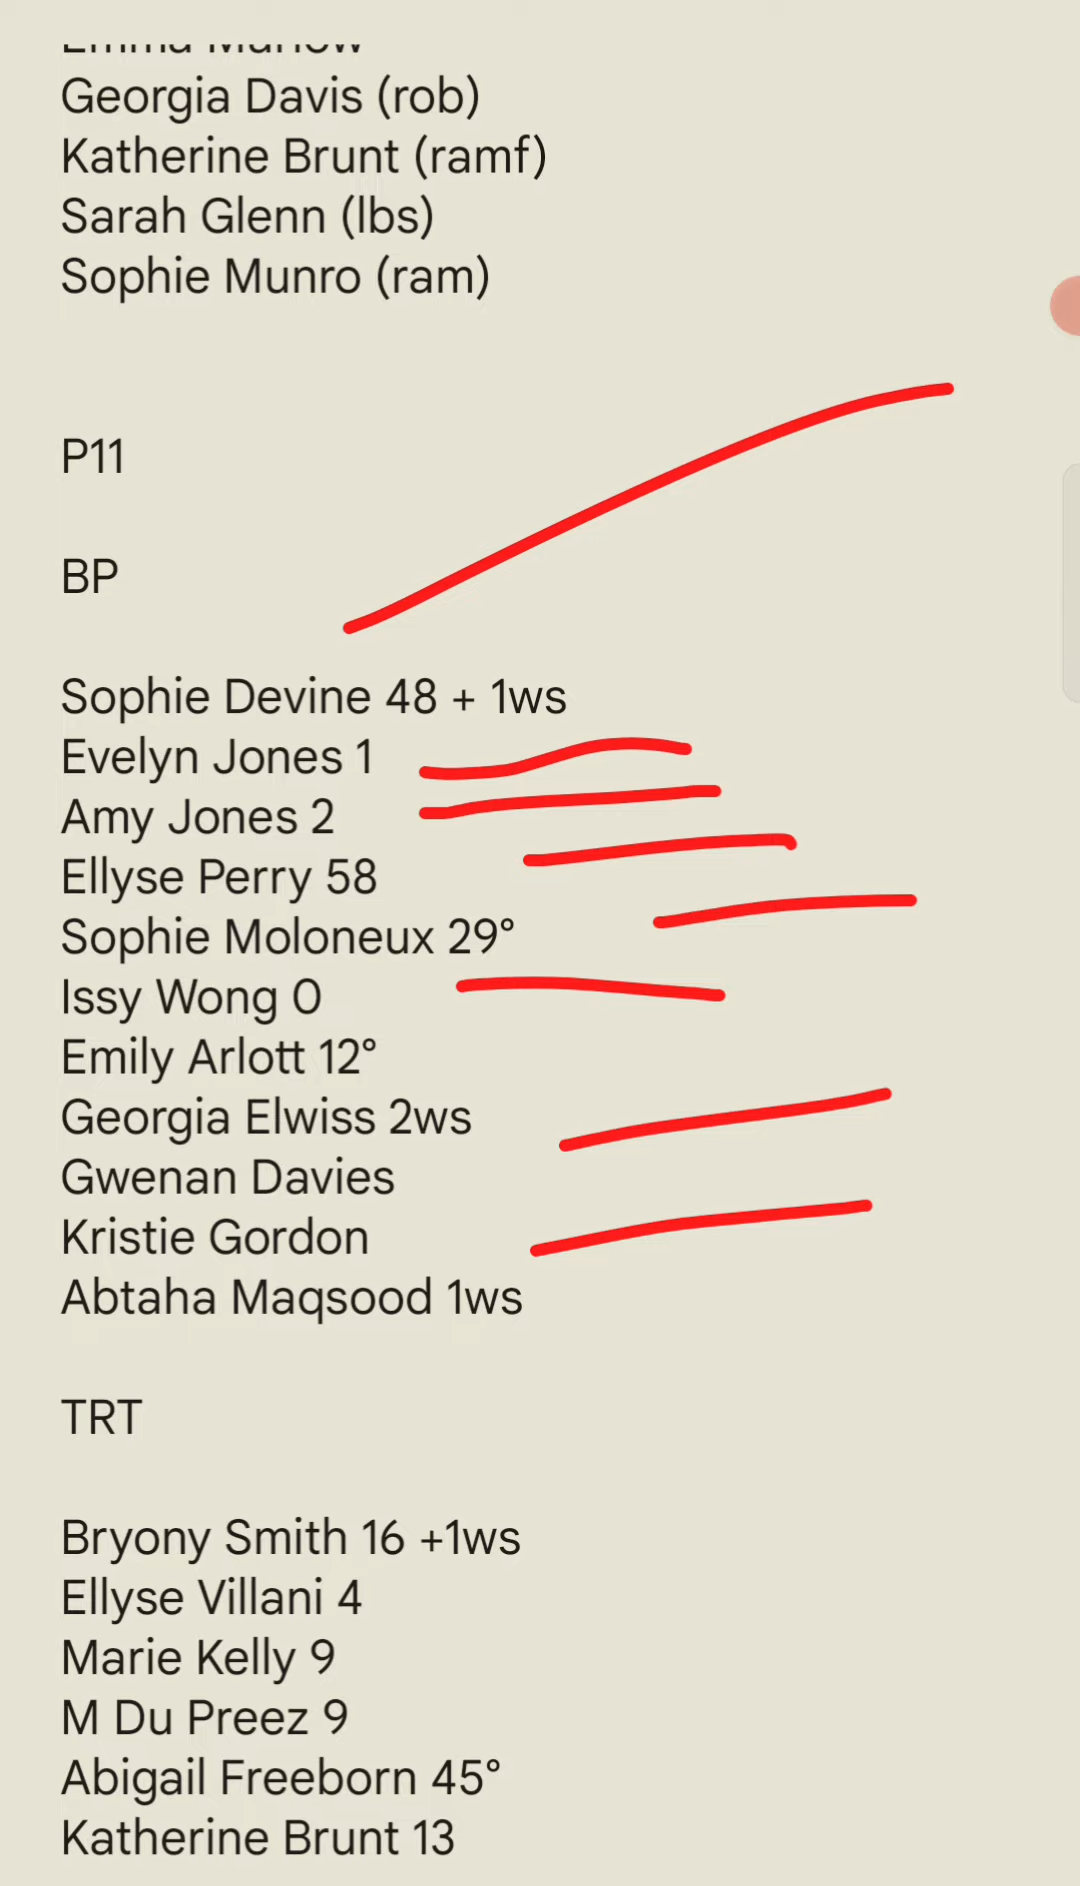 Georgia Davis (rob)
Katherine Brunt (ramf)
Sarah Glenn (lbs)
Sophie Munro (ram)
P11
BP
Sophie Devine 48 + 1ws
Evelyn Jones 1
Amy Jones 2
Ellyse Perry 58
Sophie Moloneux 29°
Issy Wong 0
Emily Arlott 12°
Georgia Elwiss 2ws
Gwenan Davies
Kristie Gordon
Abtaha Maqsood 1ws
TRT
Bryony Smith 16 +1ws
Ellyse Villani 4
Marie Kelly 9
M Du Preez 9
Abigail Freeborn 45°
Katherine Brunt 13